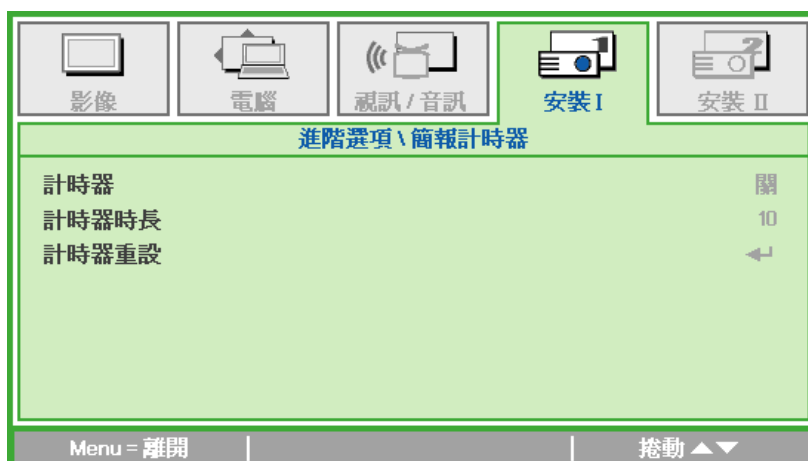 影像
電腦
視訊 / 音訊
安裝 I
安裝 II
進階選項 \ 簡報計時器
計時器 關
計時器時長 10
計時器重設
Menu = 離開 捲動